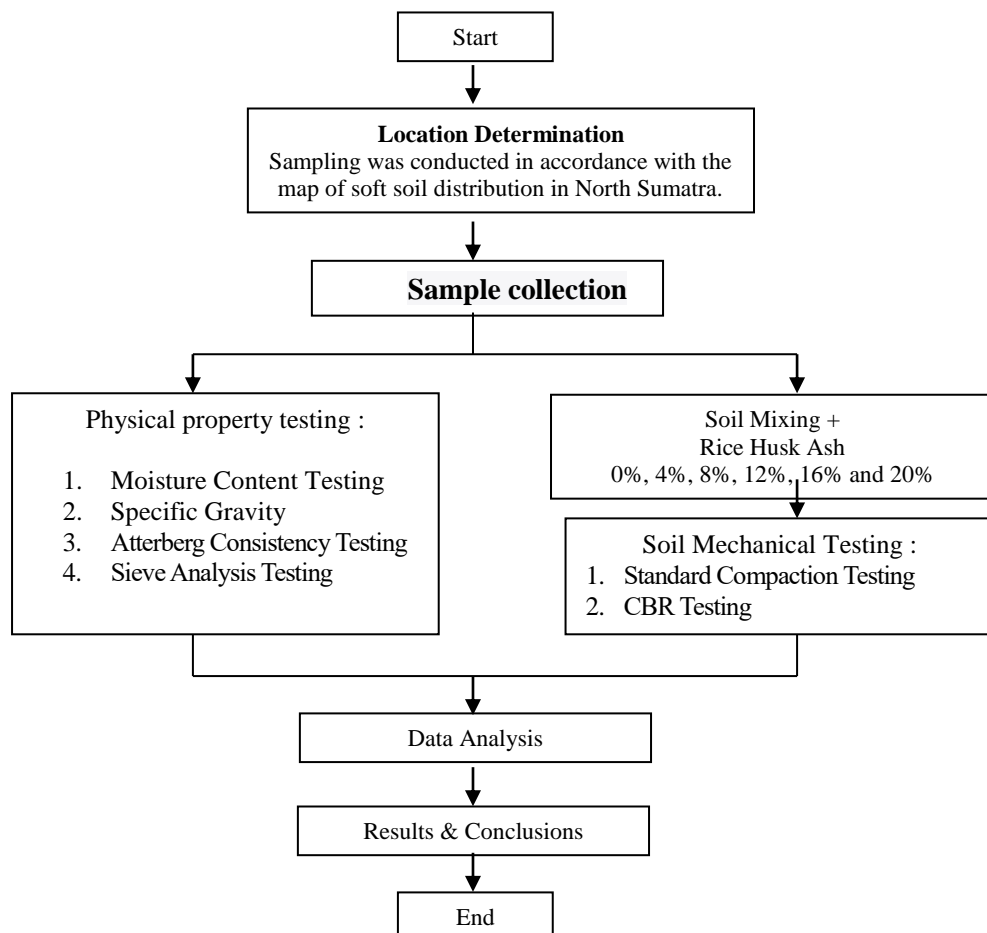 Start
Location Determination
Sampling was conducted in accordance with the
map of soft soil distribution in North Sumatra.
Sample collection
Physical property testing :
1. Moisture Content Testing
2. Specific Gravity
3. Atterberg Consistency Testing
4. Sieve Analysis Testing
Soil Mixing +
Rice Husk Ash
0%, 4%, 8%, 12%, 16% and 20%
Soil Mechanical Testing :
1. Standard Compaction Testing
2. CBR Testing
Data Analysis
Results & Conclusions
End